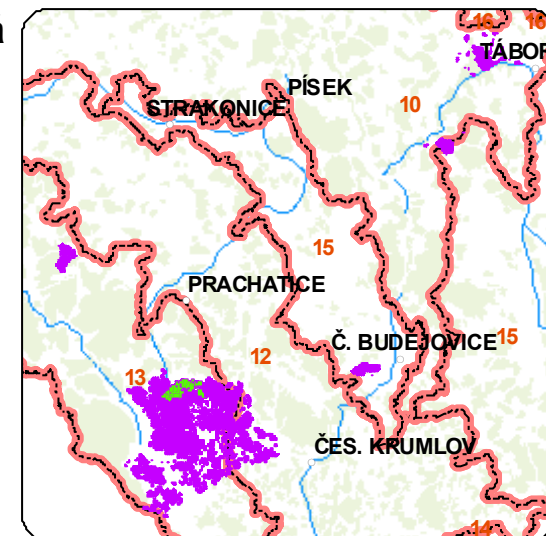 a
16 16
TÁBOR
PÍSEK
STRAKONICE
10
15
PRACHATICE
Č. BUDĚJOVICE
15
12
13
ČES. KRUMLOV
14